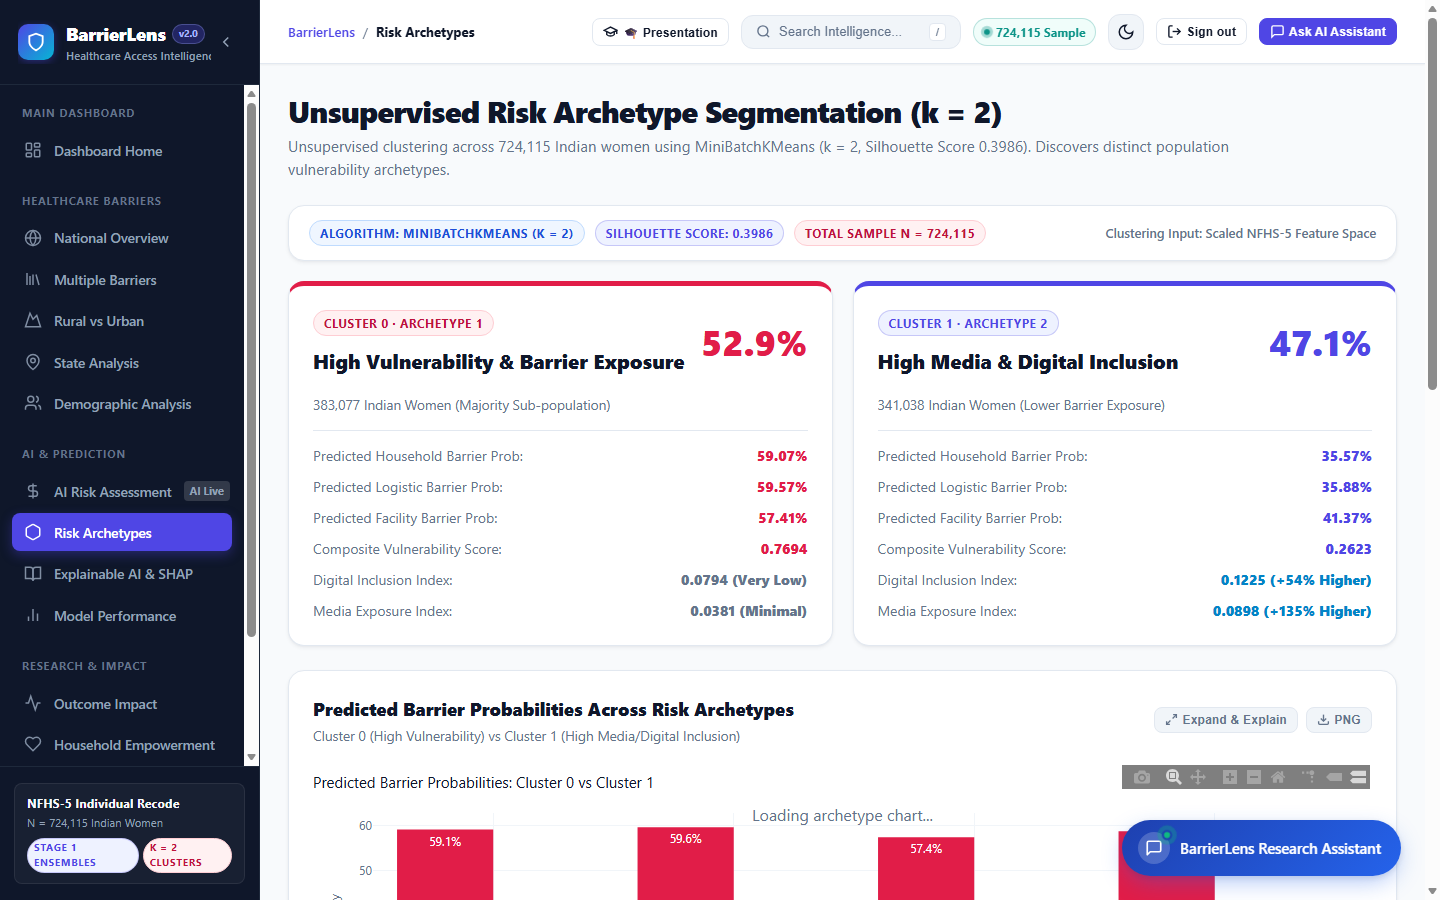 BarrierLens v2.0
Healthcare Access Intelligenc
MAIN DASHBOARD
Dashboard Home
HEALTHCARE BARRIERS
National Overview
Multiple Barriers
Rural vs Urban
State Analysis
Demographic Analysis
AI & PREDICTION
AI Risk Assessment AI Live
Risk Archetypes
Explainable AI & SHAP
Model Performance
RESEARCH & IMPACT
Outcome Impact
Household Empowerment
NFHS-5 Individual Recode
N = 724,115 Indian Women
STAGE 1 ENSEMBLES
K = 2 CLUSTERS
BarrierLens / Risk Archetypes
Presentation
Search Intelligence... /
724,115 Sample
Sign out
Ask AI Assistant
Unsupervised Risk Archetype Segmentation (k = 2)
Unsupervised clustering across 724,115 Indian women using MiniBatchKMeans (k = 2, Silhouette Score 0.3986). Discovers distinct population
vulnerability archetypes.
ALGORITHM: MINIBATCHKMEANS (K = 2)
SILHOUETTE SCORE: 0.3986
TOTAL SAMPLE N = 724,115
Clustering Input: Scaled NFHS-5 Feature Space
CLUSTER 0 · ARCHETYPE 1
High Vulnerability & Barrier Exposure
52.9%
383,077 Indian Women (Majority Sub-population)
Predicted Household Barrier Prob: 59.07%
Predicted Logistic Barrier Prob: 59.57%
Predicted Facility Barrier Prob: 57.41%
Composite Vulnerability Score: 0.7694
Digital Inclusion Index: 0.0794 (Very Low)
Media Exposure Index: 0.0381 (Minimal)
CLUSTER 1 · ARCHETYPE 2
High Media & Digital Inclusion
47.1%
341,038 Indian Women (Lower Barrier Exposure)
Predicted Household Barrier Prob: 35.57%
Predicted Logistic Barrier Prob: 35.88%
Predicted Facility Barrier Prob: 41.37%
Composite Vulnerability Score: 0.2623
Digital Inclusion Index: 0.1225 (+54% Higher)
Media Exposure Index: 0.0898 (+135% Higher)
Predicted Barrier Probabilities Across Risk Archetypes
Cluster 0 (High Vulnerability) vs Cluster 1 (High Media/Digital Inclusion)
Expand & Explain
PNG
Predicted Barrier Probabilities: Cluster 0 vs Cluster 1
Loading archetype chart...
60
50
59.1%
59.6%
57.4%
BarrierLens Research Assistant